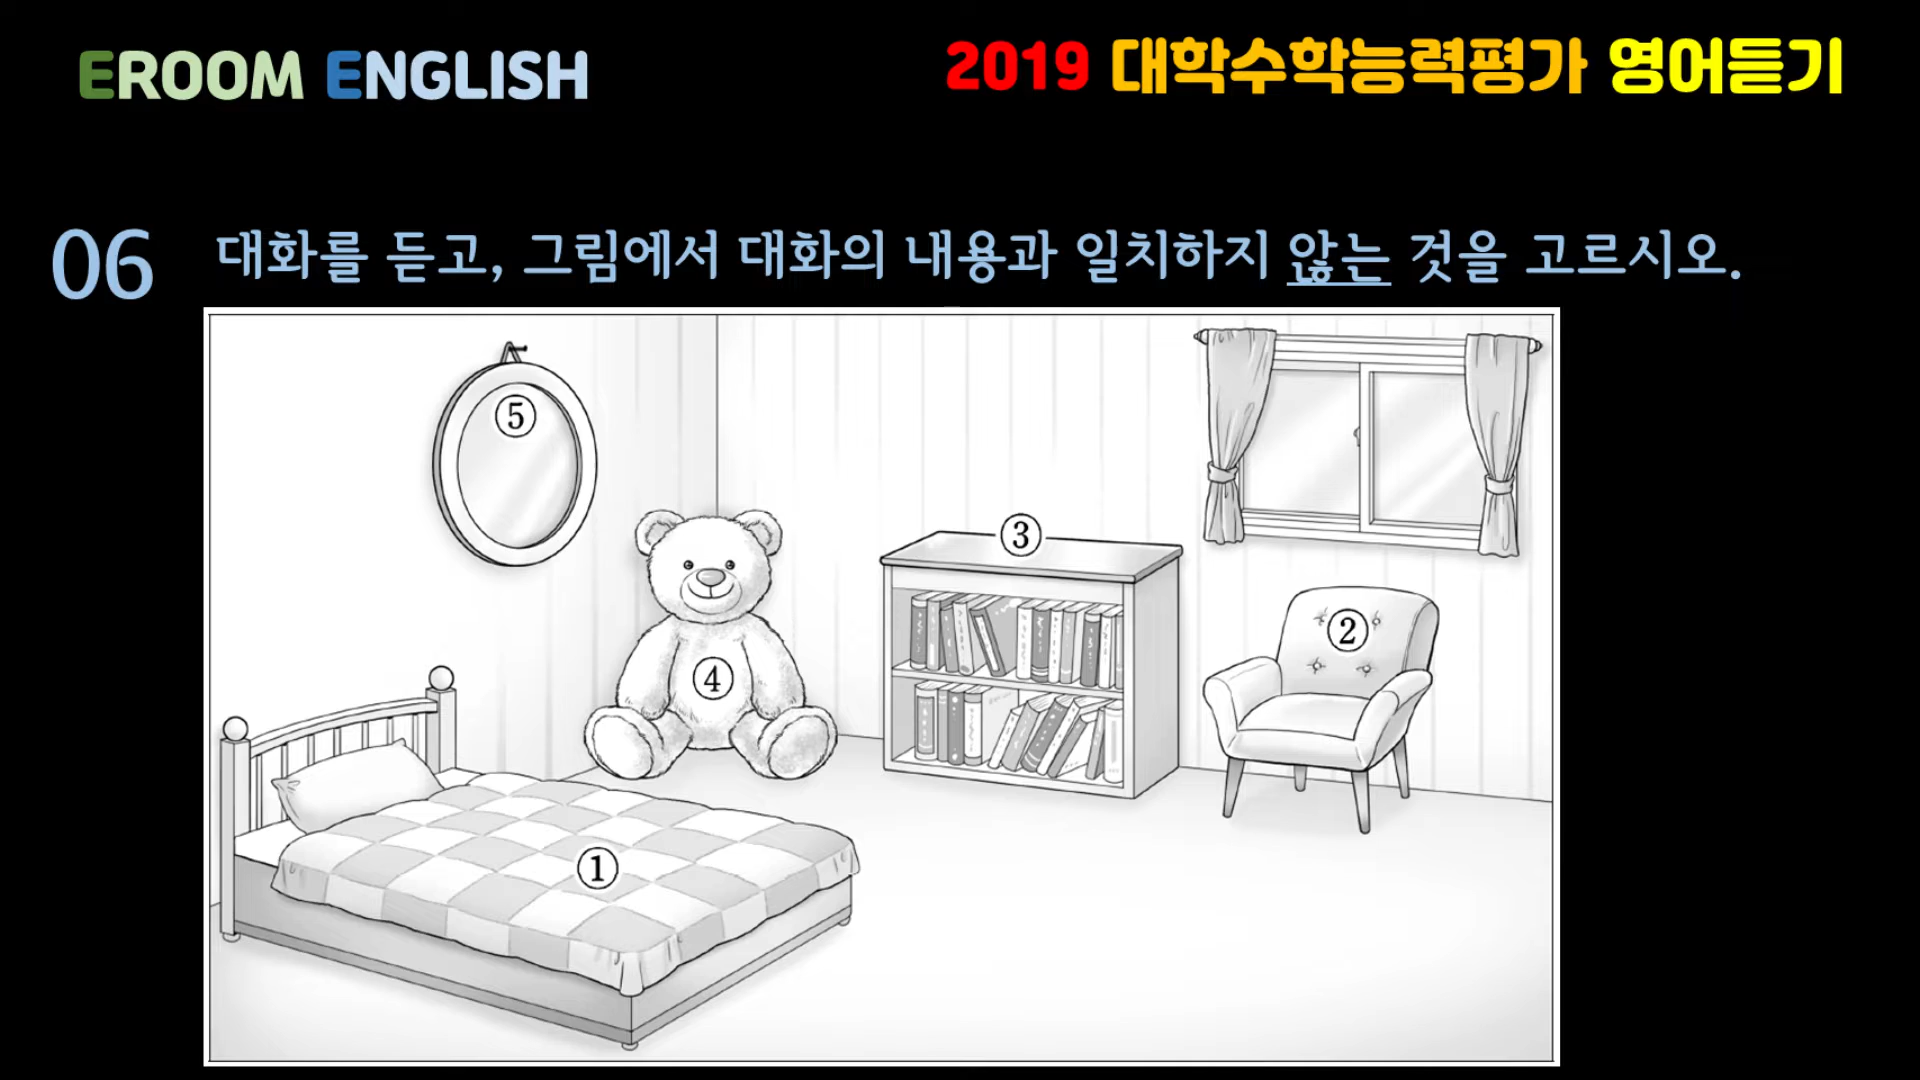 EROOM ENGLISH
2019 대학수학능력평가 영어듣기
06 대화를 듣고, 그림에서 대화의 내용과 일치하지 않는 것을 고르시오.
⑤
③
②
④
①